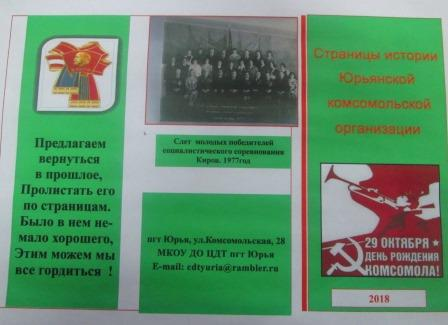 Предлагаем
вернуться
в прошлое,
Пролистать его
по страницам.
Было в нем не-
мало хорошего,
Этим можем мы
все гордиться !
Слет молодых победителей
социалистического соревнования
Киров. 1977год
пгт Юрья, ул.Комсомольская, 28
МКОУ ДО ЦДТ пгт Юрья
E-mail: cdtyuria@rambler.ru
Страницы истории
Юрьянской
комсомольской
организации
29 ОКТЯБРЯ
ДЕНЬ РОЖДЕНИЯ
КОМСОМОЛА!
2018